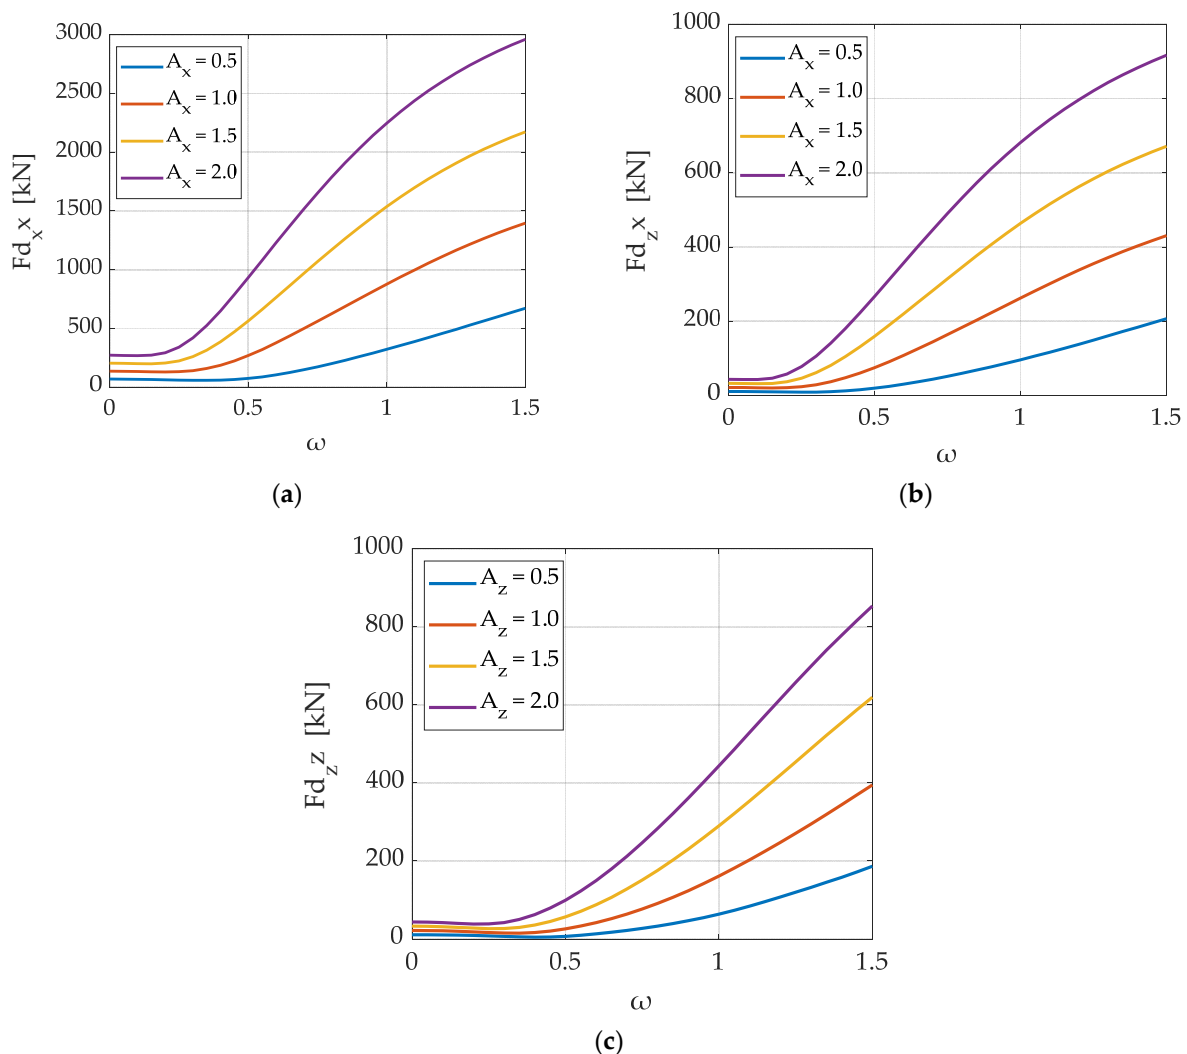 3000
2500
2000
1500
1000
500
0
0 0.5 1 1.5
Fd_x x [kN]
ω
A_x = 0.5
A_x = 1.0
A_x = 1.5
A_x = 2.0
(a)
1000
800
600
400
200
0
0 0.5 1 1.5
Fd_z x [kN]
ω
A_x = 0.5
A_x = 1.0
A_x = 1.5
A_x = 2.0
(b)
1000
800
600
400
200
0
0 0.5 1 1.5
Fd_z z [kN]
ω
A_z = 0.5
A_z = 1.0
A_z = 1.5
A_z = 2.0
(c)